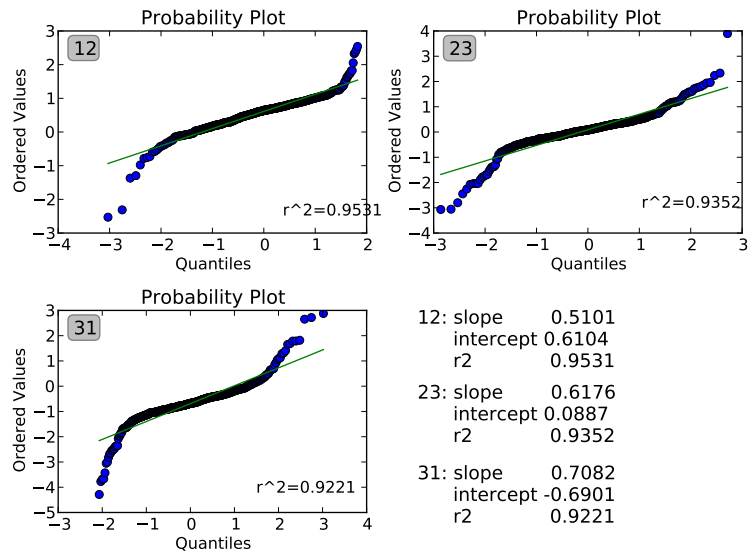 Probability Plot
12
Ordered Values
3
2
1
0
−1
−2
−3
r^2=0.9531
−4 −3 −2 −1 0 1 2
Quantiles
Probability Plot
23
Ordered Values
4
3
2
1
0
−1
−2
−3
−4
r^2=0.9352
−3 −2 −1 0 1 2 3
Quantiles
Probability Plot
31
Ordered Values
3
2
1
0
−1
−2
−3
−4
−5
r^2=0.9221
−3 −2 −1 0 1 2 3 4
Quantiles
12: slope 0.5101
intercept 0.6104
r2 0.9531
23: slope 0.6176
intercept 0.0887
r2 0.9352
31: slope 0.7082
intercept -0.6901
r2 0.9221